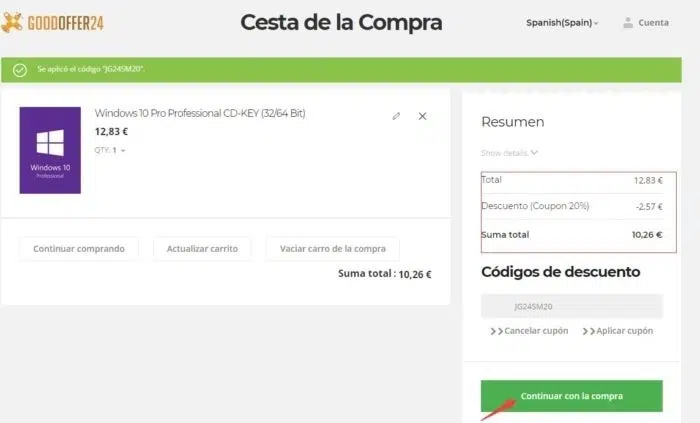 GOODOFFER24
Cesta de la Compra
Spanish(Spain)
Cuenta
Se aplicó el código "JG24SM20".
Windows 10 Pro Professional CD-KEY (32/64 Bit)
12,83 €
QTY: 1
Windows 10
Professional
Continuar comprando
Actualizar carrito
Vaciar carro de la compra
Suma total : 10,26 €
Resumen
Show details
Total 12,83 €
Descuento (Coupon 20%) -2,57 €
Suma total 10,26 €
Códigos de descuento
JG24SM20
Cancelar cupón
Aplicar cupón
Continuar con la compra